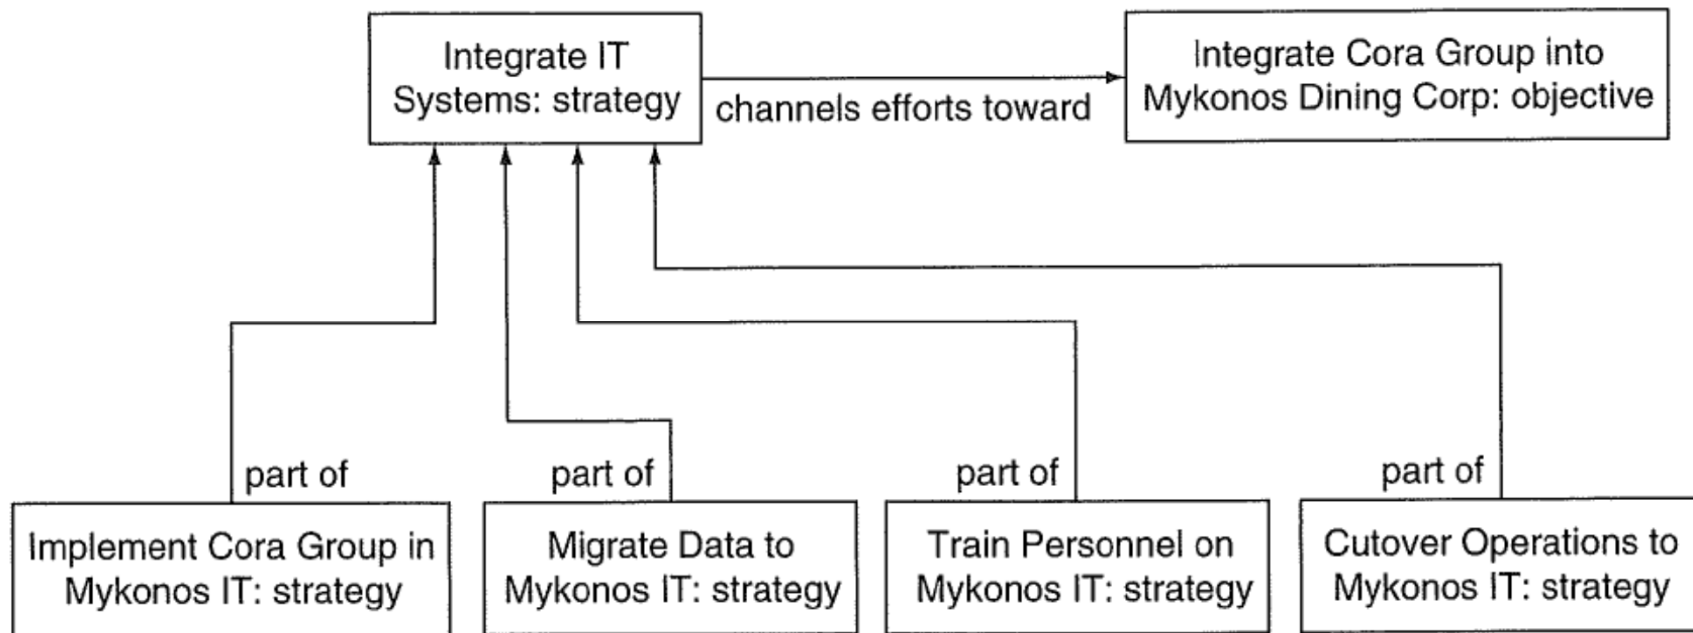 Integrate IT
Systems: strategy
channels efforts toward
Integrate Cora Group into
Mykonos Dining Corp: objective
part of
part of
part of
part of
Implement Cora Group in
Mykonos IT: strategy
Migrate Data to
Mykonos IT: strategy
Train Personnel on
Mykonos IT: strategy
Cutover Operations to
Mykonos IT: strategy